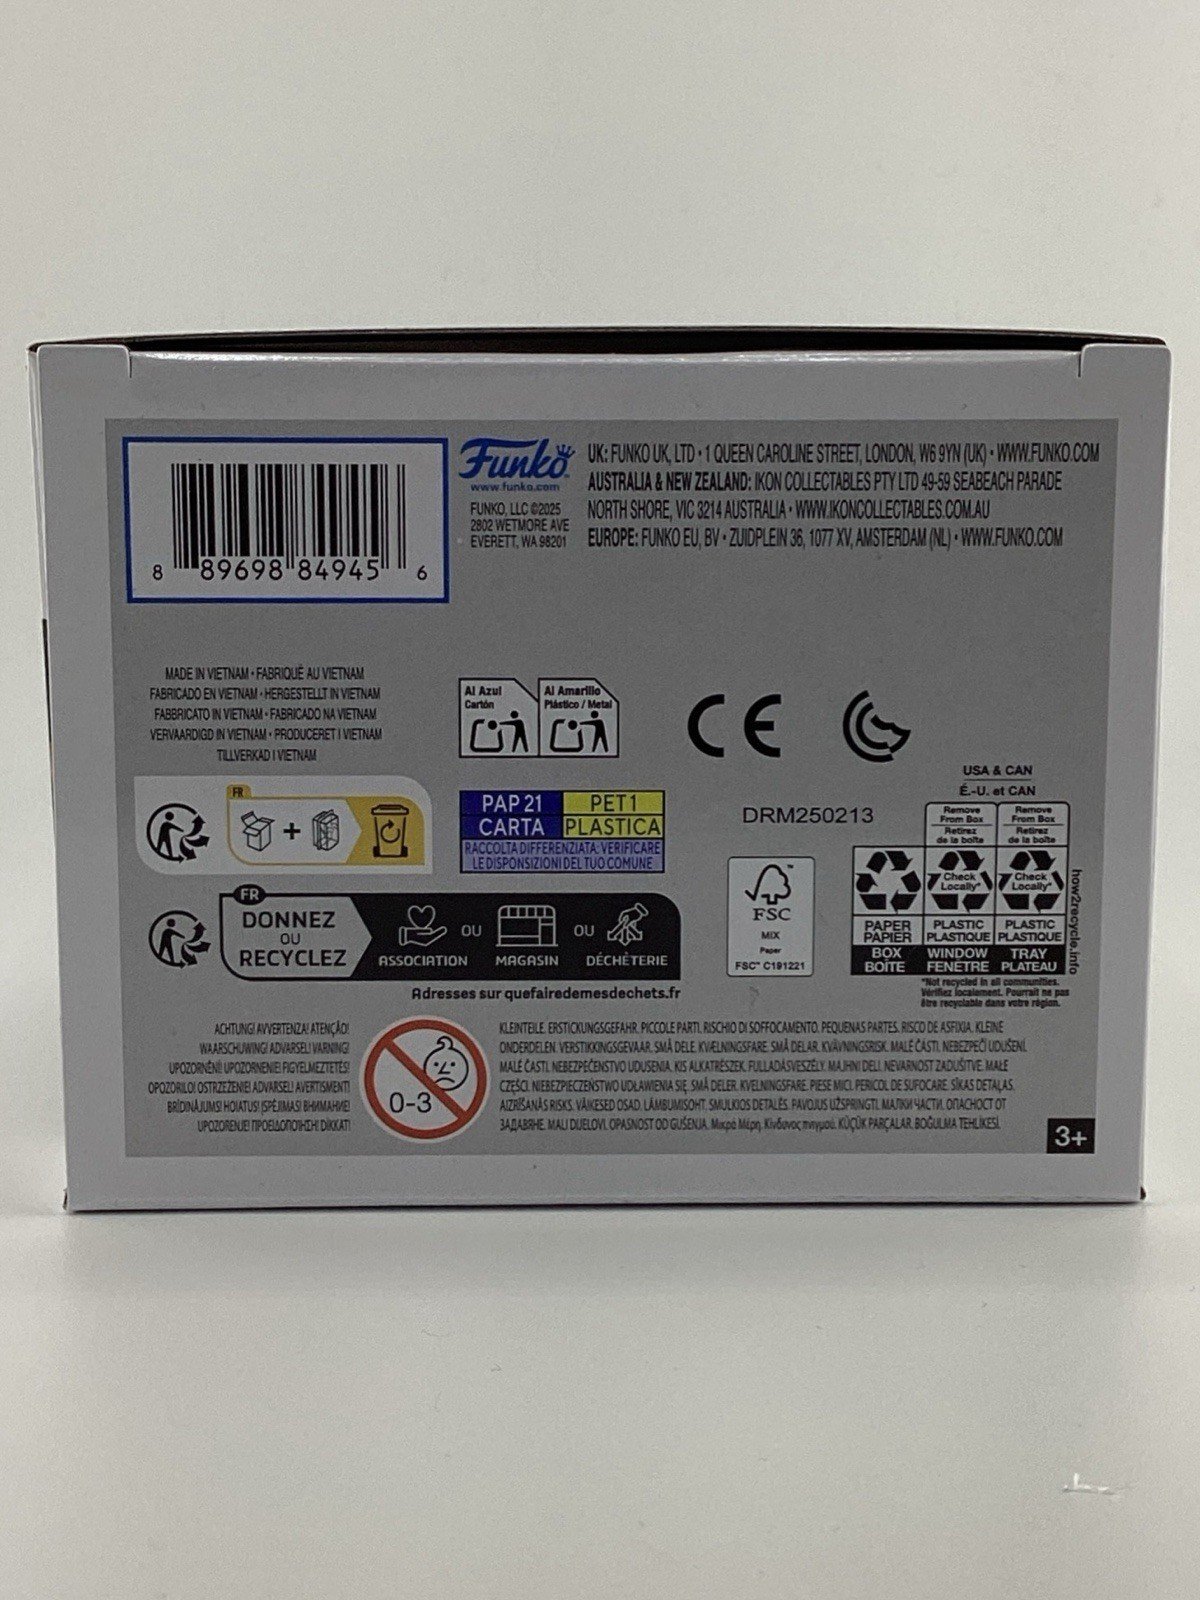 8 89698 84945 6
Funko
www.funko.com
FUNKO, LLC ©2025
2802 WETMORE AVE
EVERETT, WA 98201
UK: FUNKO UK, LTD • 1 QUEEN CAROLINE STREET, LONDON, W6 9YN (UK) • WWW.FUNKO.COM
AUSTRALIA & NEW ZEALAND: IKON COLLECTABLES PTY LTD 49-59 SEABEACH PARADE
NORTH SHORE, VIC 3214 AUSTRALIA • WWW.IKONCOLLECTABLES.COM.AU
EUROPE: FUNKO EU, BV • ZUIDPLEIN 36, 1077 XV, AMSTERDAM (NL) • WWW.FUNKO.COM
MADE IN VIETNAM • FABRIQUÉ AU VIETNAM
FABRICADO EN VIETNAM • HERGESTELLT IN VIETNAM
FABBRICATO IN VIETNAM • FABRICADO NA VIETNAM
VERVAARDIGD IN VIETNAM • PRODUCERET I VIETNAM
TILLVERKAD I VIETNAM
Al Azul
Cartón
Al Amarillo
Plástico / Metal
CE
FR
+
PAP 21
CARTA
PET 1
PLASTICA
RACCOLTA DIFFERENZIATA: VERIFICARE
LE DISPONSIZIONI DEL TUO COMUNE
DRM250213
FSC™
MIX
Paper
FSC™ C191221
USA & CAN
É.-U. et CAN
Remove
From Box
Retirez
de la boîte
Remove
From Box
Retirez
de la boîte
Check
Locally*
Check
Locally*
PAPER
PAPIER
PLASTIC
PLASTIQUE
PLASTIC
PLASTIQUE
BOX
BOÎTE
WINDOW
FENÊTRE
TRAY
PLATEAU
how2recycle.info
*Not recycled in all communities.
Vérifiez localement. Pourrait ne pas
être recyclable dans votre région.
FR
DONNEZ
OU
RECYCLEZ
ASSOCIATION
OU
MAGASIN
OU
DÉCHÈTERIE
Adresses sur quefairedemesdechets.fr
ACHTUNG! AVVERTENZA! ATENÇÃO!
WAARSCHUWING! ADVARSEL! VARNING!
UPOZORNĚNÍ! UPOZORNENIE! FIGYELMEZTETÉS!
OPOZORILO! OSTRZEŻENIE! ADVARSEL! AVERTISMENT!
BRĪDINĀJUMS! HOIATUS! ĮSPĖJIMAS! ВНИМАНИЕ!
UPOZORENJE! ΠΡΟΕΙΔΟΠΟΙΗΣΗ! DİKKAT!
0-3
KLEINTEILE. ERSTICKUNGSGEFAHR. PICCOLE PARTI. RISCHIO DI SOFFOCAMENTO. PEQUENAS PARTES. RISCO DE ASFIXIA. KLEINE
ONDERDELEN. VERSTIKKINGSGEVAAR. SMÅ DELE. KVÆLNINGSFARE. SMÅ DELAR. KVÄVNINGSRISK. MALÉ ČÁSTI. NEBEZPEČÍ UDUŠENÍ.
MALÉ ČASTI. NEBEZPEČENSTVO UDUSENIA. KIS ALKATRÉSZEK. FULLADÁSVESZÉLY. MAJHNI DELI. NEVARNOST ZADUŠITVE. MAŁE
CZĘŚCI. NIEBEZPIECZEŃSTWO UDŁAWIENIA SIĘ. SMÅ DELER. KVELNINGSFARE. PIESE MICI. PERICOL DE SUFOCARE. SĪKAS DETAĻAS.
AIZRĪŠANĀS RISKS. VÄIKESED OSAD. LÄMBUMISOHT. SMULKIOS DETALĖS. PAVOJUS UŽSPRINGTI. МАЛКИ ЧАСТИ. ОПАСНОСТ ОТ
ЗАДАВЯНЕ. MALI DIJELOVI. OPASNOST OD GUŠENJA. Μικρά Μέρη. Κίνδυνος πνιγμού. KÜÇÜK PARÇALAR. BOĞULMA TEHLİKESİ.
3+